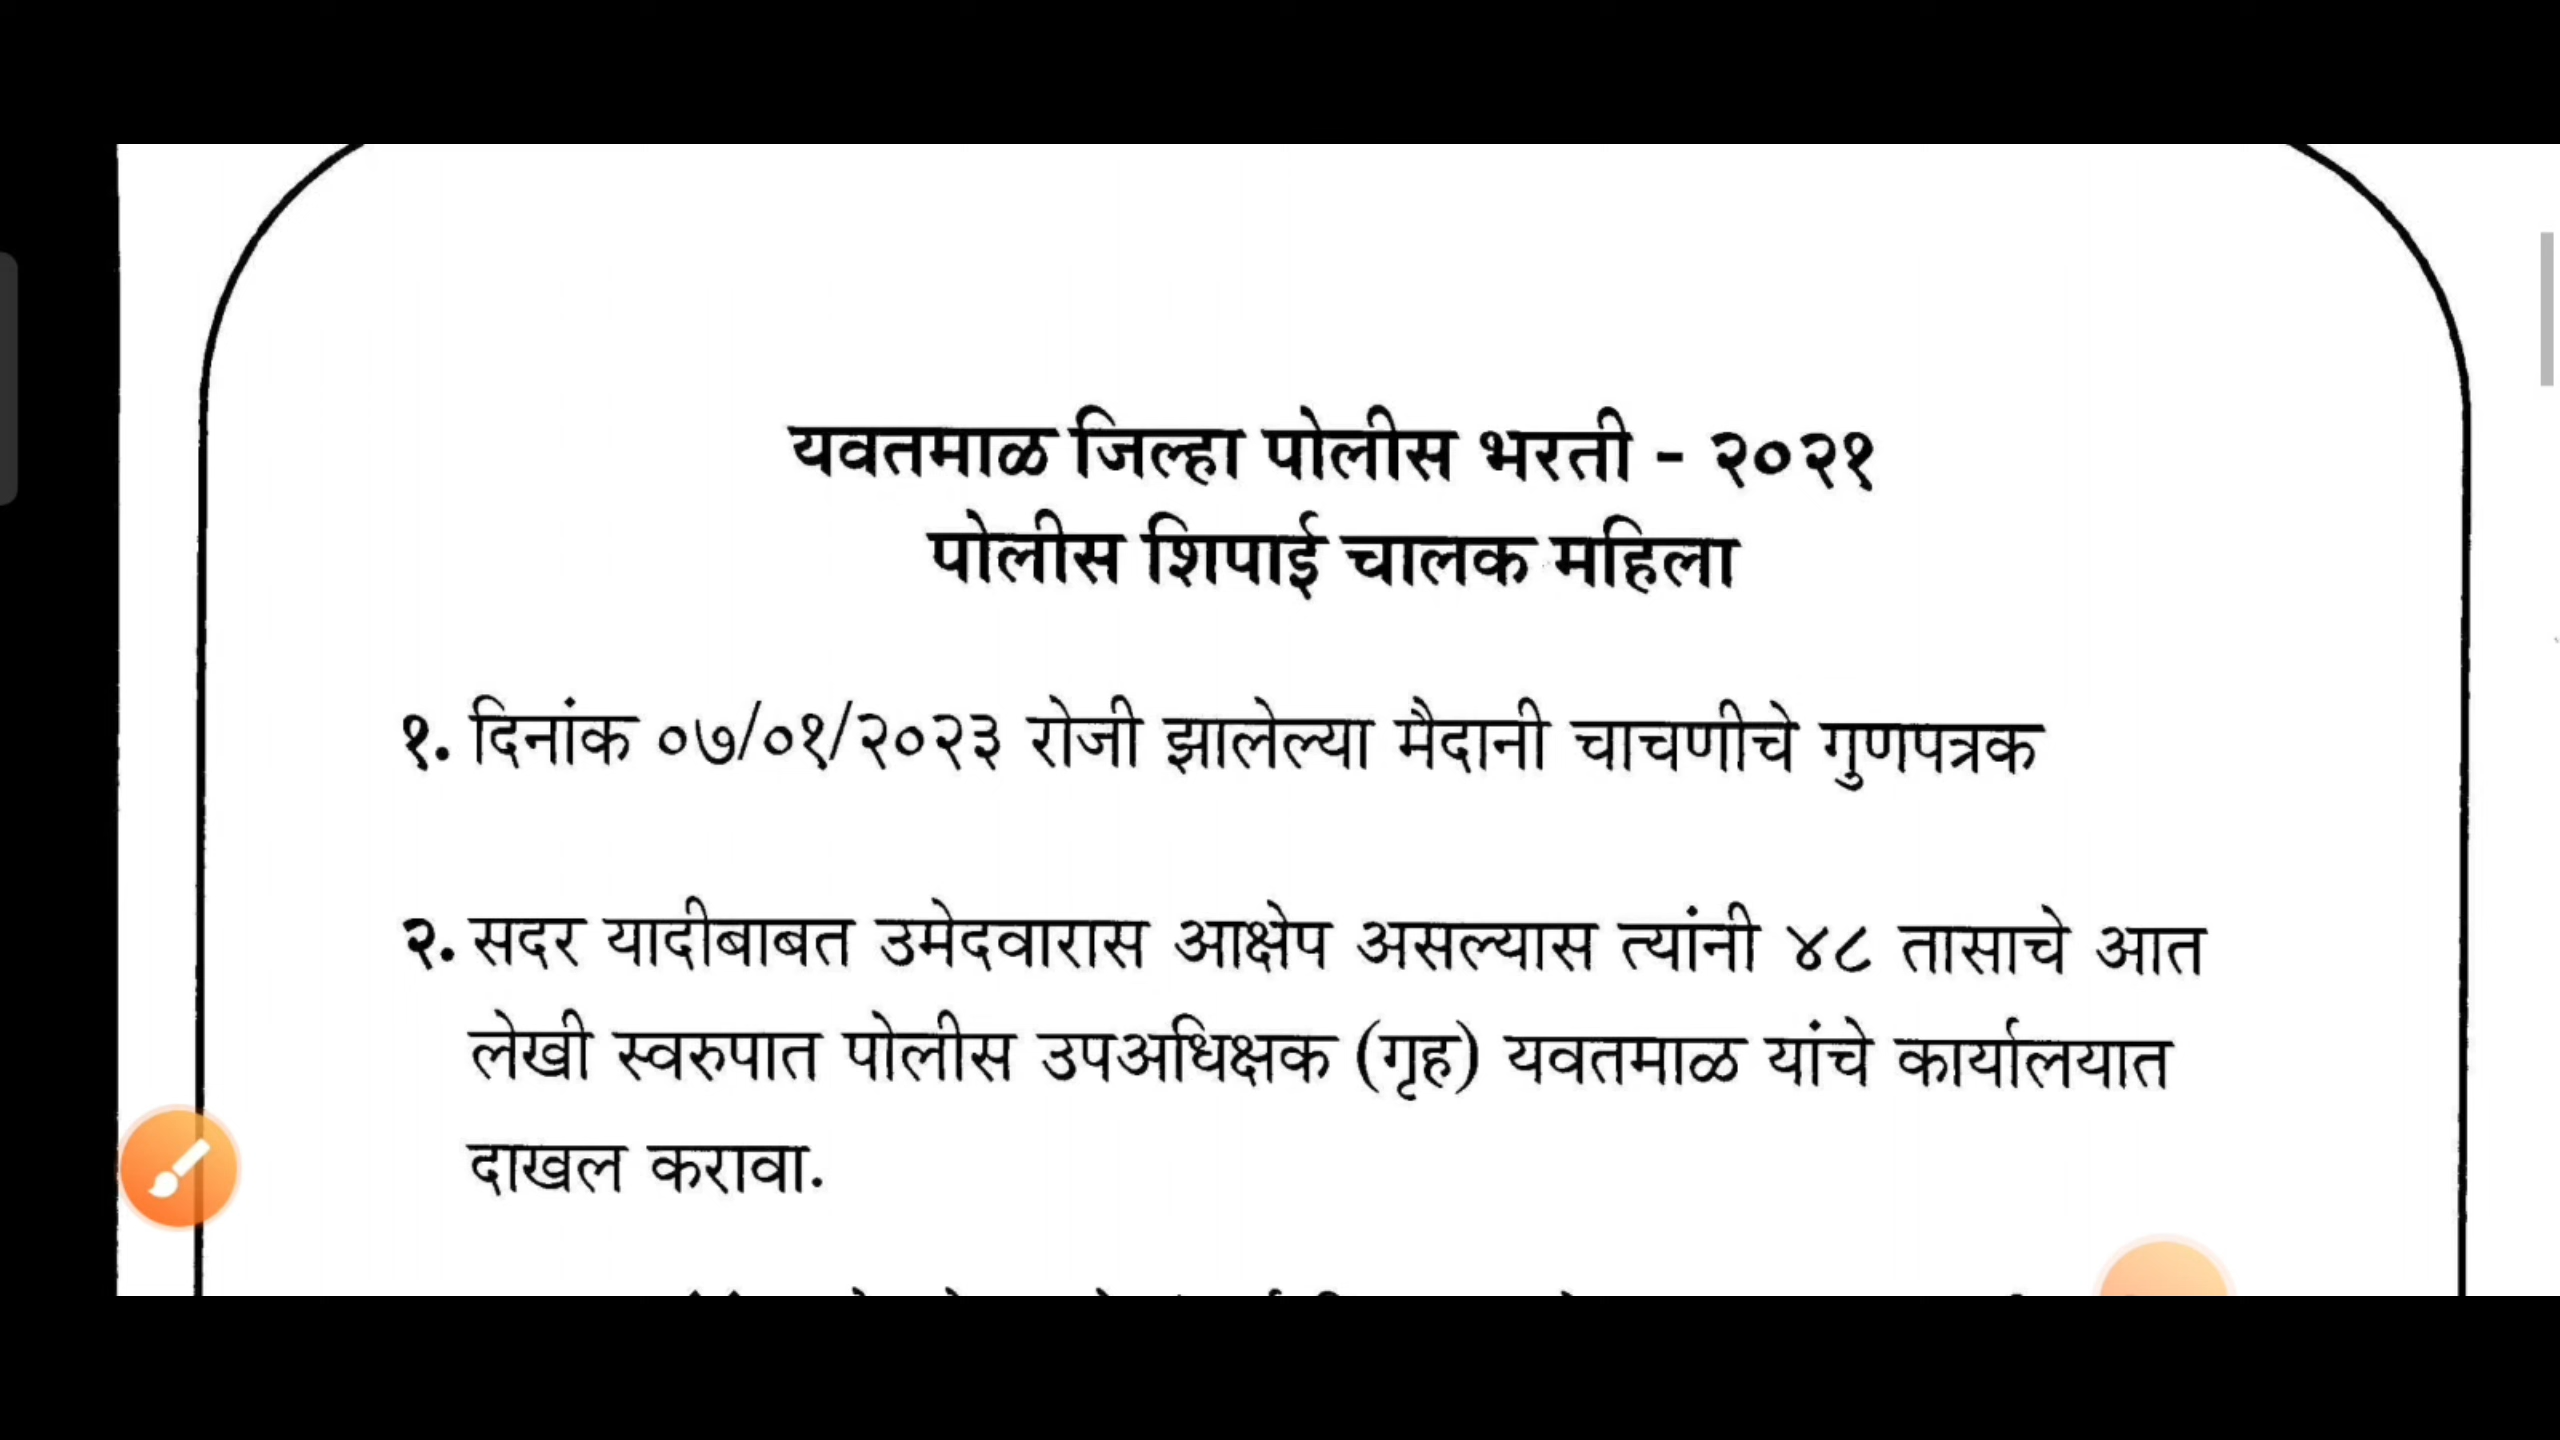 यवतमाळ जिल्हा पोलीस भरती - २०२१
पोलीस शिपाई चालक महिला
१. दिनांक ०७/०१/२०२३ रोजी झालेल्या मैदानी चाचणीचे गुणपत्रक
२. सदर यादीबाबत उमेदवारास आक्षेप असल्यास त्यांनी ४८ तासाचे आत
लेखी स्वरुपात पोलीस उपअधिक्षक (गृह) यवतमाळ यांचे कार्यालयात
दाखल करावा.